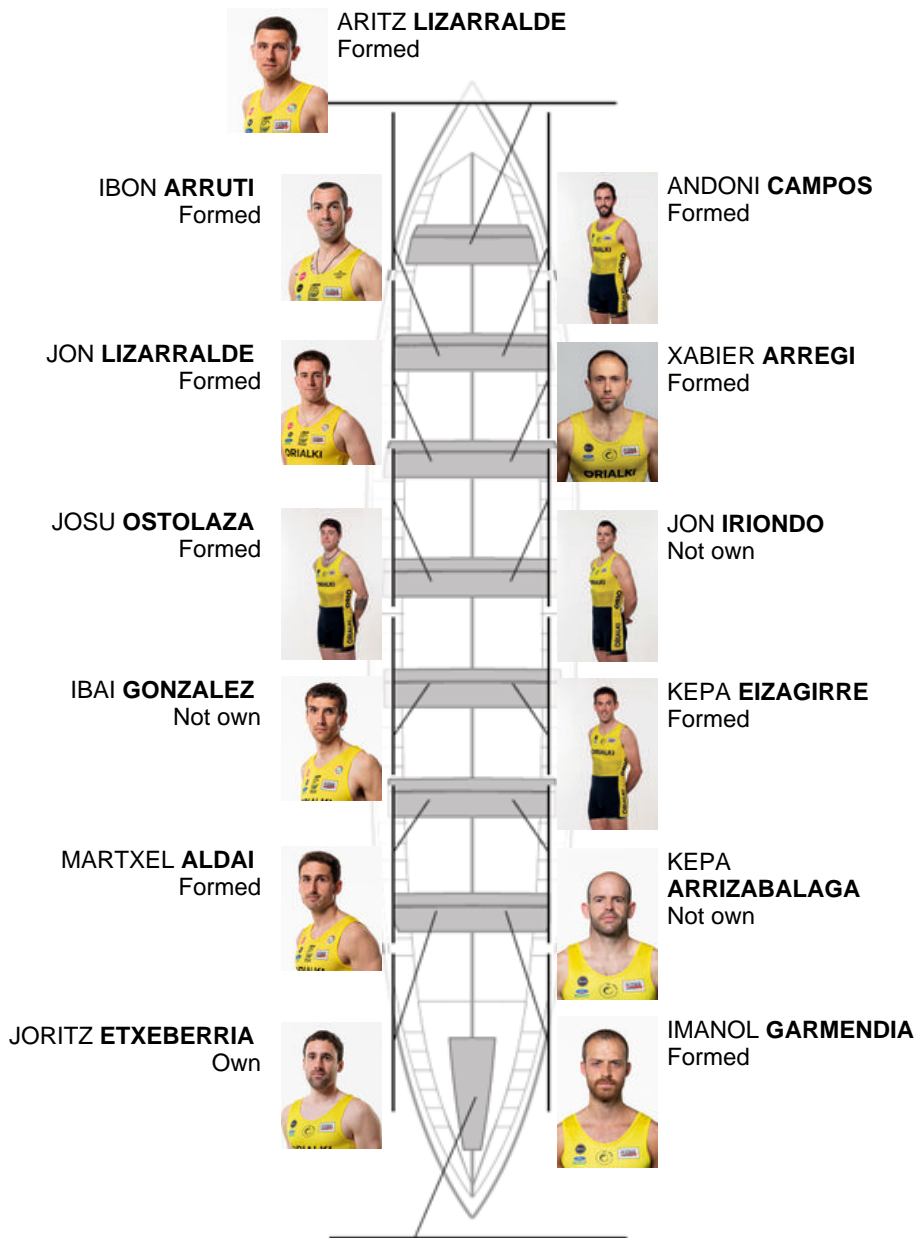 ARITZ LIZARRALDE
Formed
IBON ARRUTI
Formed
ANDONI CAMPOS
Formed
JON LIZARRALDE
Formed
XABIER ARREGI
Formed
ORIALKI
ORIALKI
JOSU OSTOLAZA
Formed
JON IRIONDO
Not own
IBAI GONZALEZ
Not own
KEPA EIZAGIRRE
Formed
MARTXEL ALDAI
Formed
KEPA
ARRIZABALAGA
Not own
JORITZ ETXEBERRIA
Own
IMANOL GARMENDIA
Formed